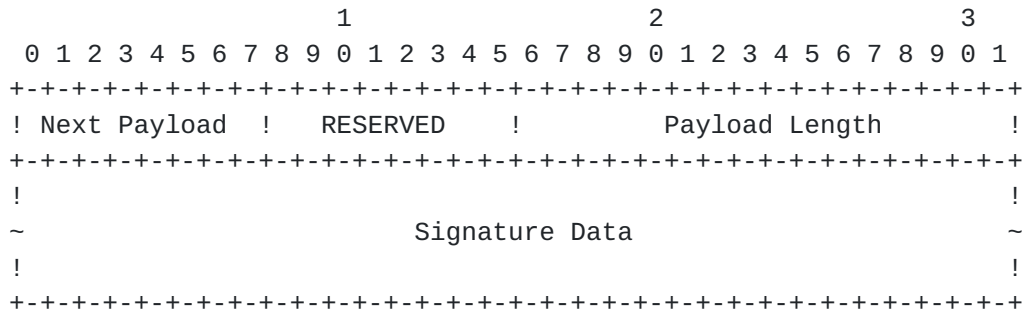 1                   2                   3
 0 1 2 3 4 5 6 7 8 9 0 1 2 3 4 5 6 7 8 9 0 1 2 3 4 5 6 7 8 9 0 1
+-+-+-+-+-+-+-+-+-+-+-+-+-+-+-+-+-+-+-+-+-+-+-+-+-+-+-+-+-+-+-+-+
! Next Payload  !   RESERVED    !         Payload Length        !
+-+-+-+-+-+-+-+-+-+-+-+-+-+-+-+-+-+-+-+-+-+-+-+-+-+-+-+-+-+-+-+-+
!                                                               !
~                         Signature Data                        ~
!                                                               !
+-+-+-+-+-+-+-+-+-+-+-+-+-+-+-+-+-+-+-+-+-+-+-+-+-+-+-+-+-+-+-+-+